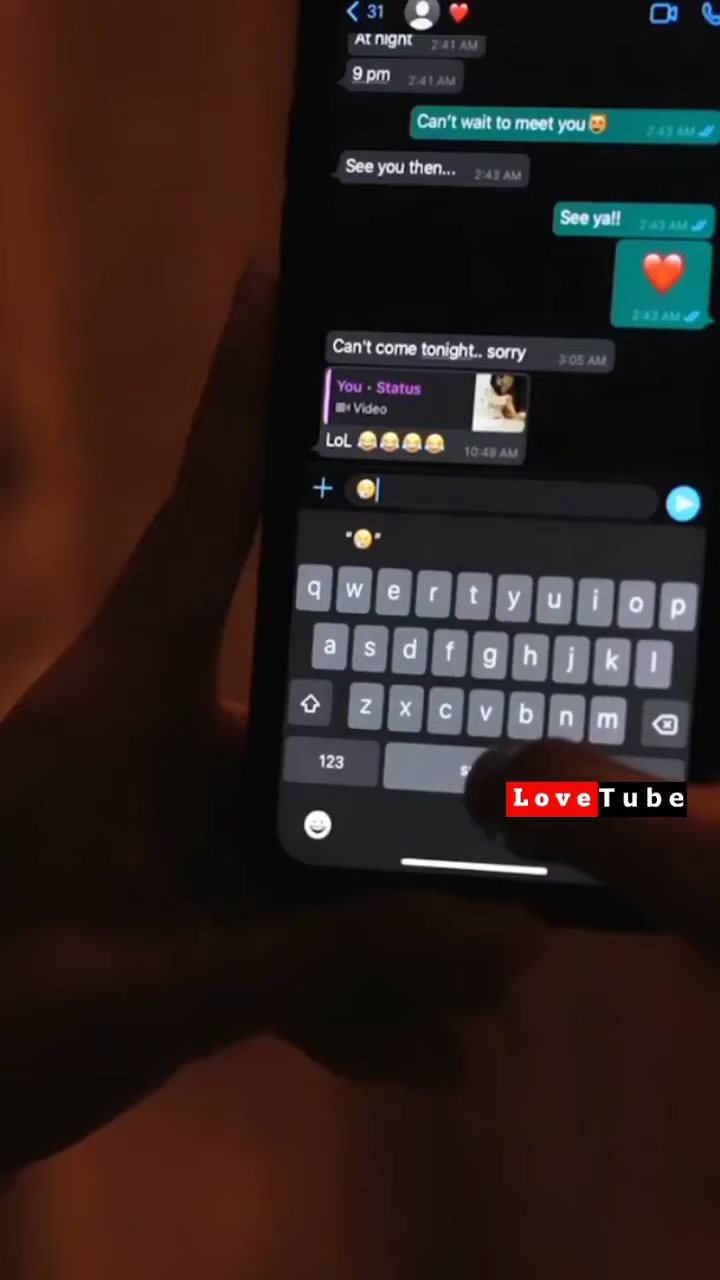 31 ❤️
At night 2:41 AM
9 pm 2:41 AM
Can't wait to meet you😻 2:43 AM
See you then... 2:43 AM
See ya!! 2:43 AM
❤️ 2:43 AM
Can't come tonight.. sorry 3:05 AM
You • Status
Video
LoL 😂😂😂😂 10:48 AM
😢
"😢"
q w e r t y u i o p
a s d f g h j k l
z x c v b n m
123
LoveTube